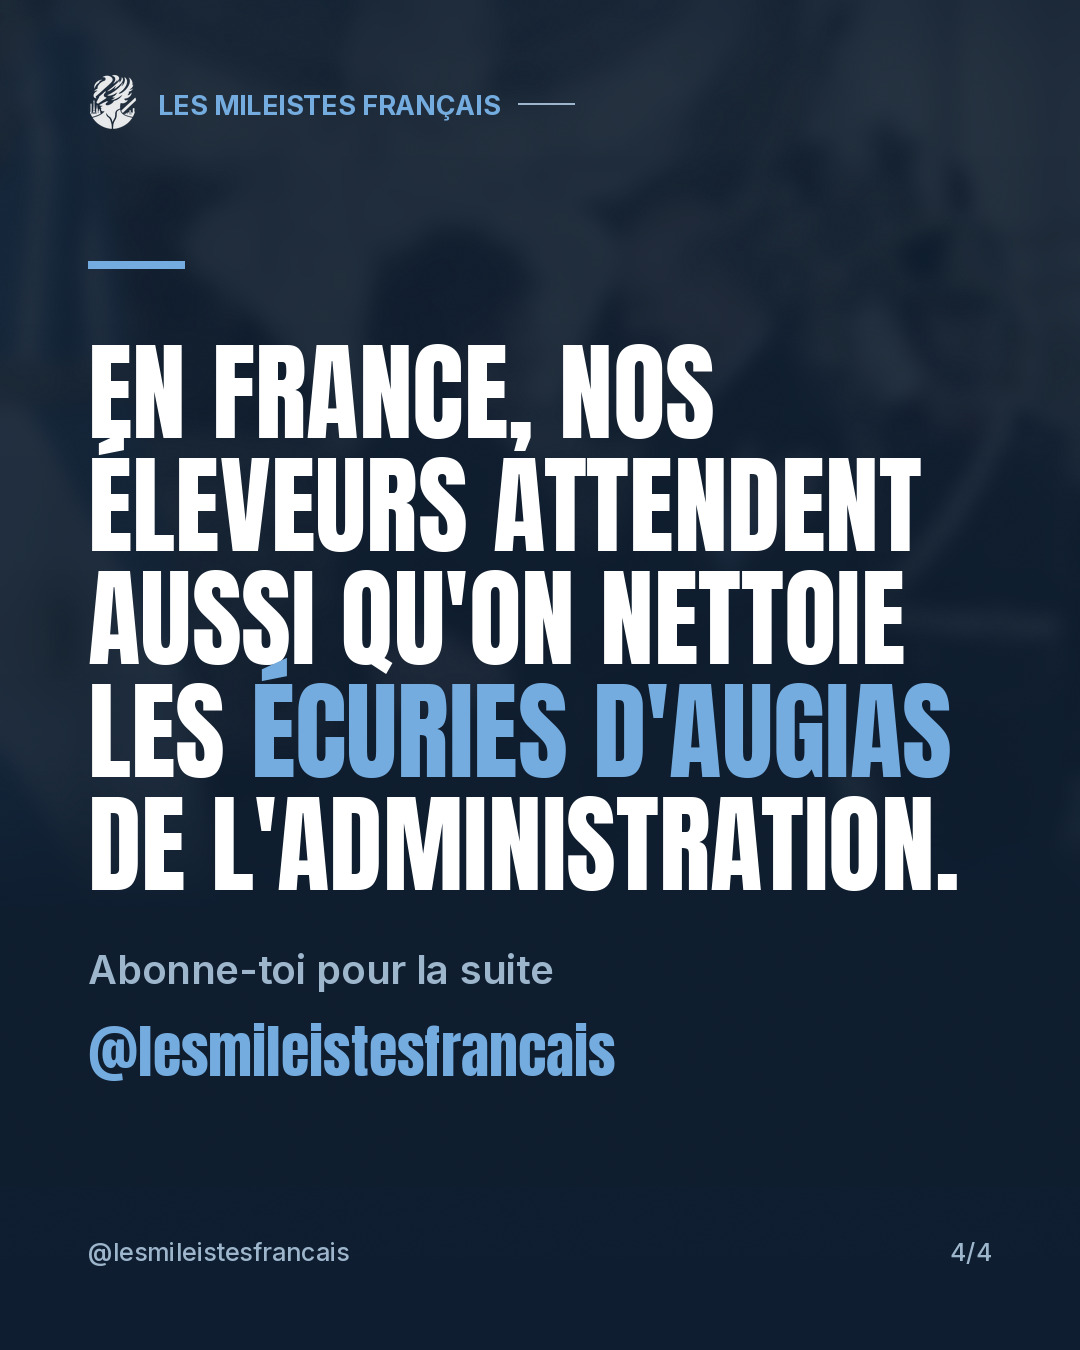 LES MILEISTES FRANÇAIS
EN FRANCE, NOS
ÉLEVEURS ATTENDENT
AUSSI QU'ON NETTOIE
LES ÉCURIES D'AUGIAS
DE L'ADMINISTRATION.
Abonne-toi pour la suite
@lesmileistesfrancais
@lesmileistesfrancais
4/4